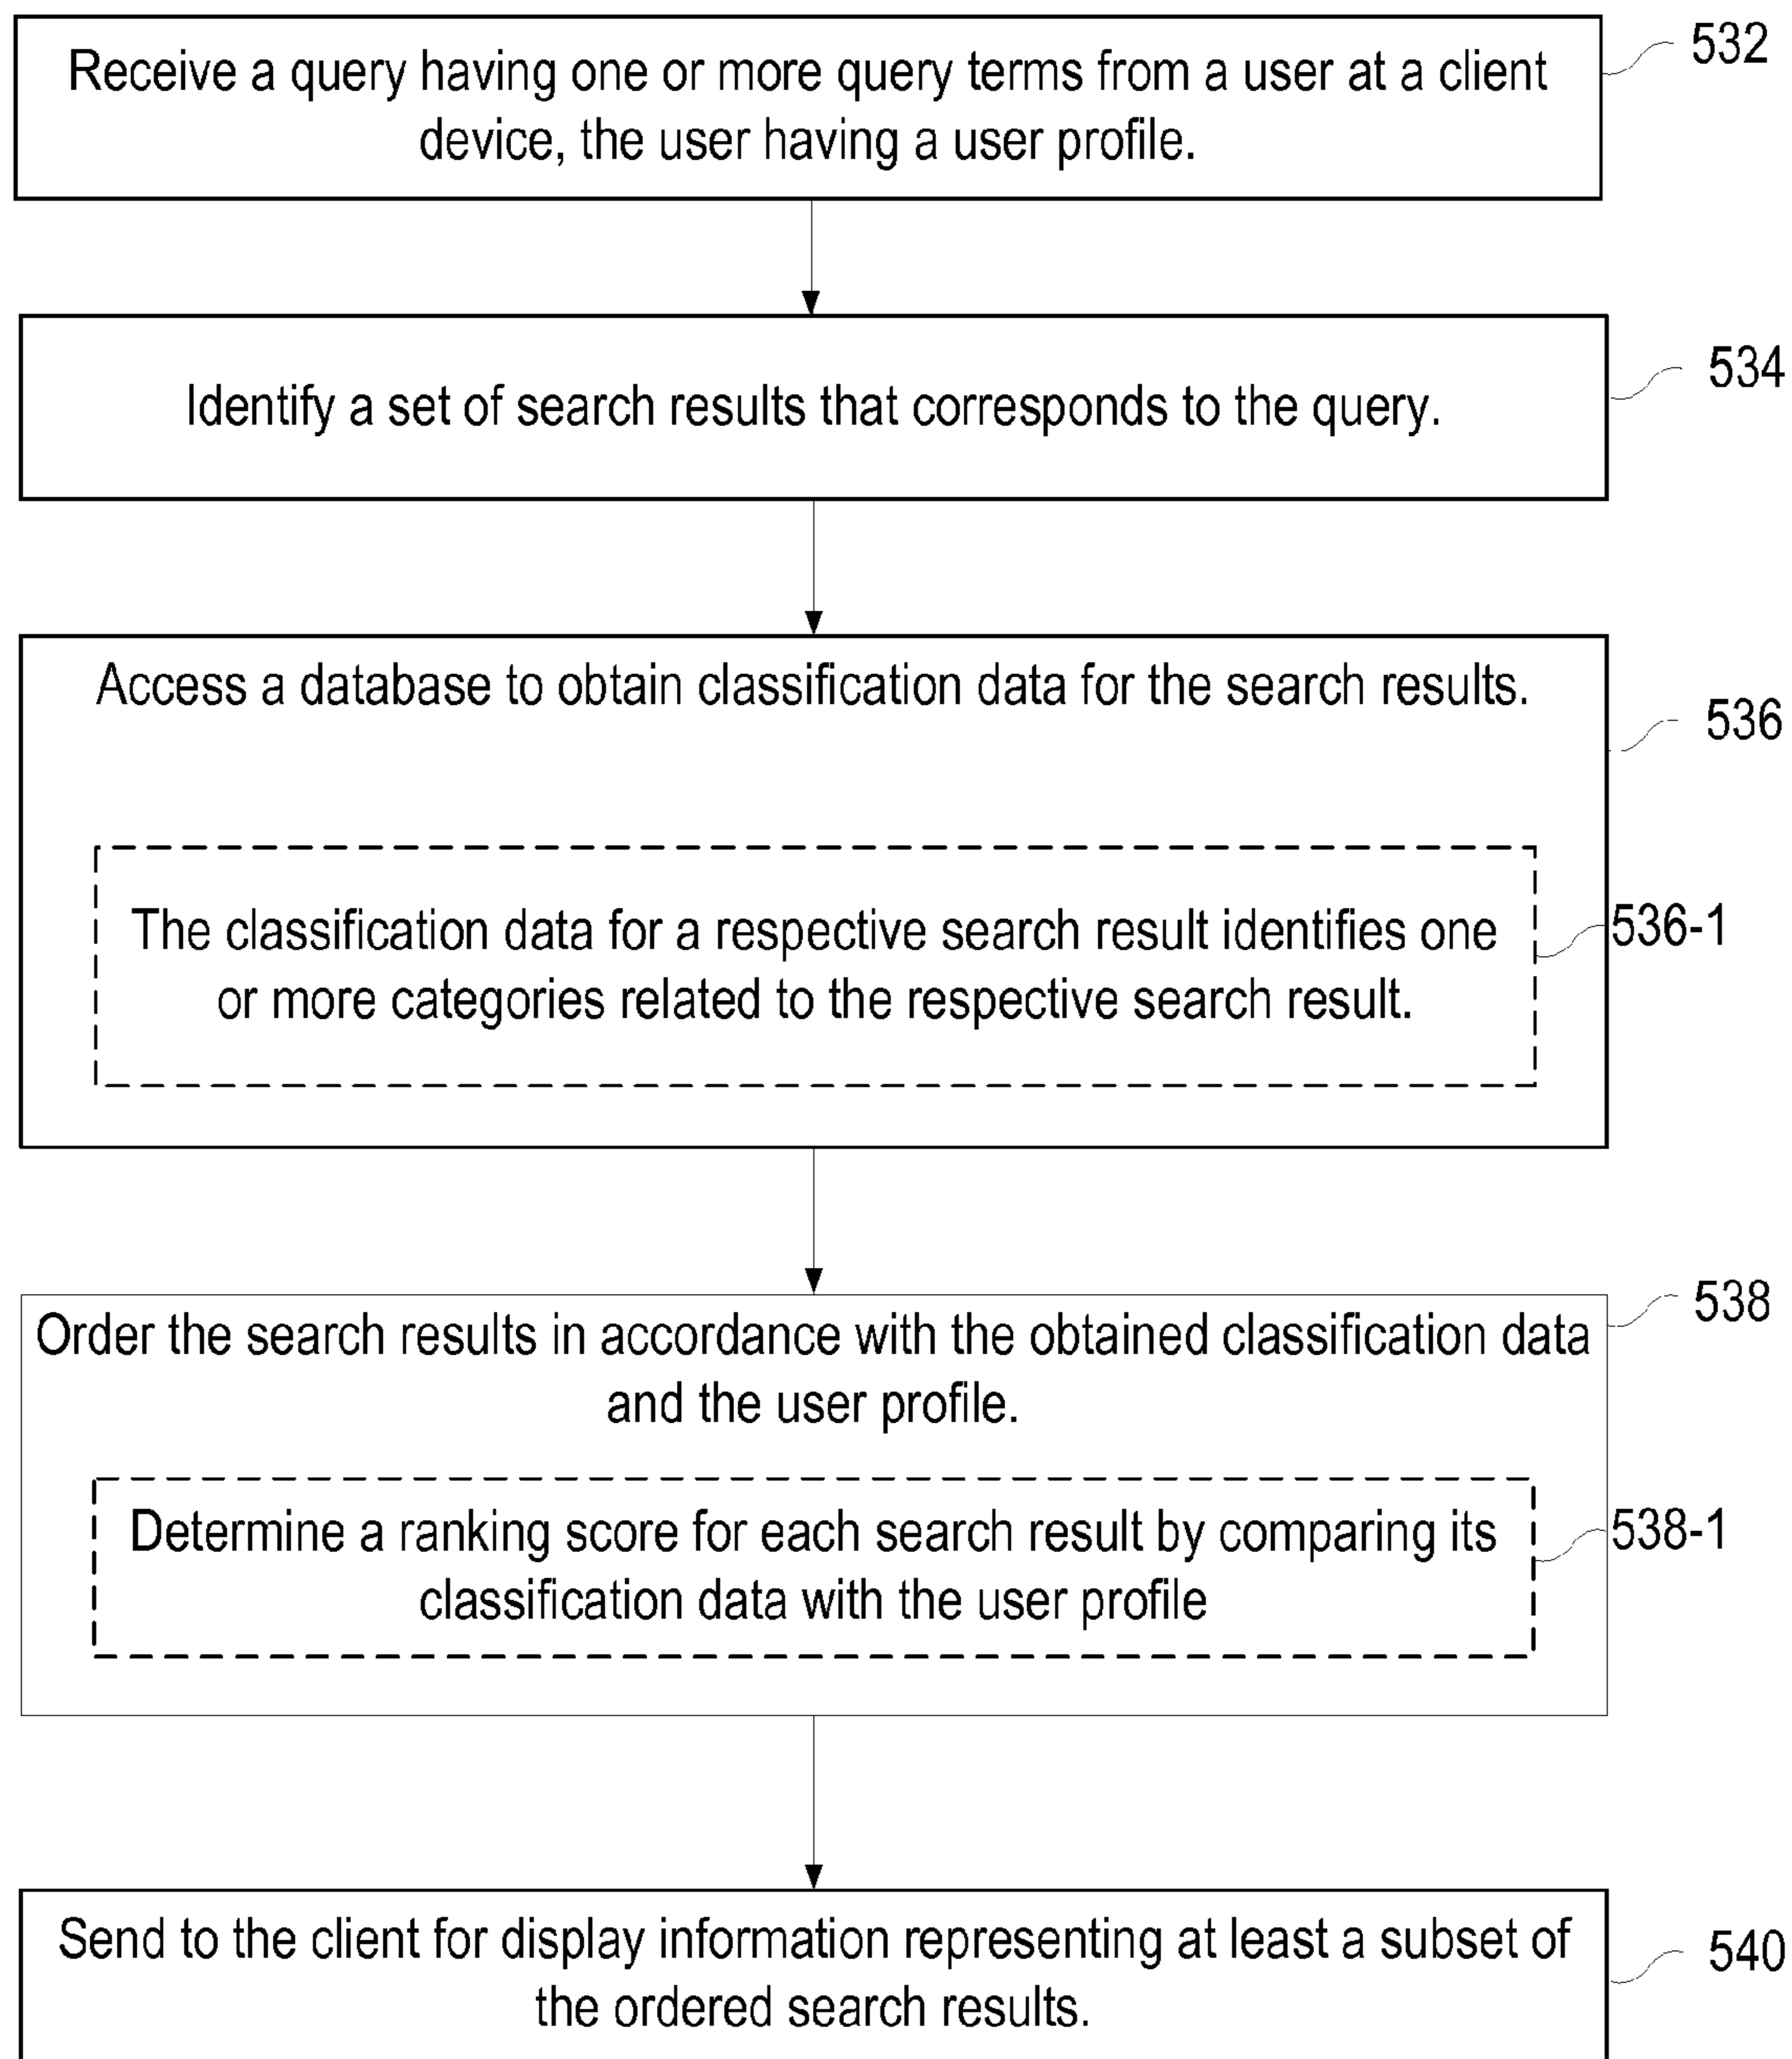 Receive a query having one or more query terms from a user at a client
device, the user having a user profile.
532
Identify a set of search results that corresponds to the query.
534
Access a database to obtain classification data for the search results.
536
The classification data for a respective search result identifies one
or more categories related to the respective search result.
536-1
Order the search results in accordance with the obtained classification data
and the user profile.
538
Determine a ranking score for each search result by comparing its
classification data with the user profile
538-1
Send to the client for display information representing at least a subset of
the ordered search results.
540